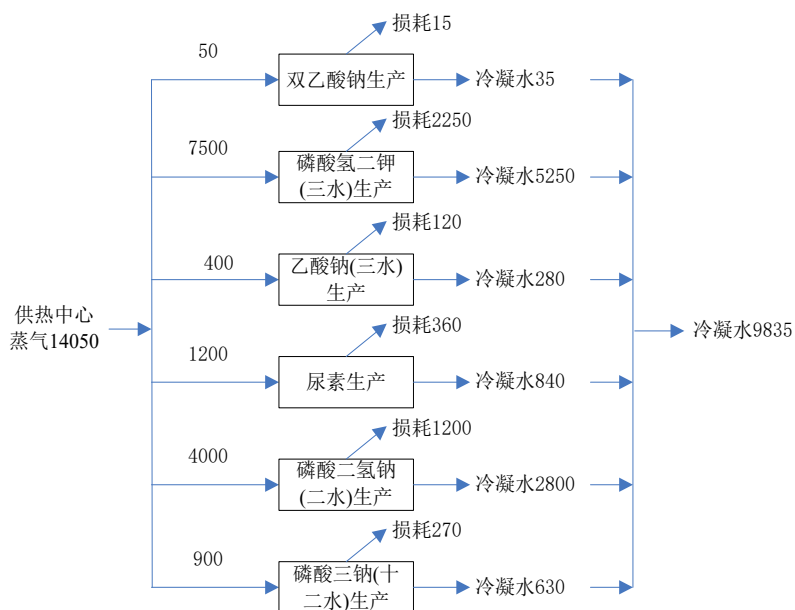 损耗15
50
双乙酸钠生产
冷凝水35
损耗2250
7500
磷酸氢二钾
(三水)生产
冷凝水5250
损耗120
400
乙酸钠(三水)
生产
冷凝水280
供热中心
蒸气14050
损耗360
1200
尿素生产
冷凝水840
冷凝水9835
损耗1200
4000
磷酸二氢钠
(二水)生产
冷凝水2800
损耗270
900
磷酸三钠(十
二水)生产
冷凝水630